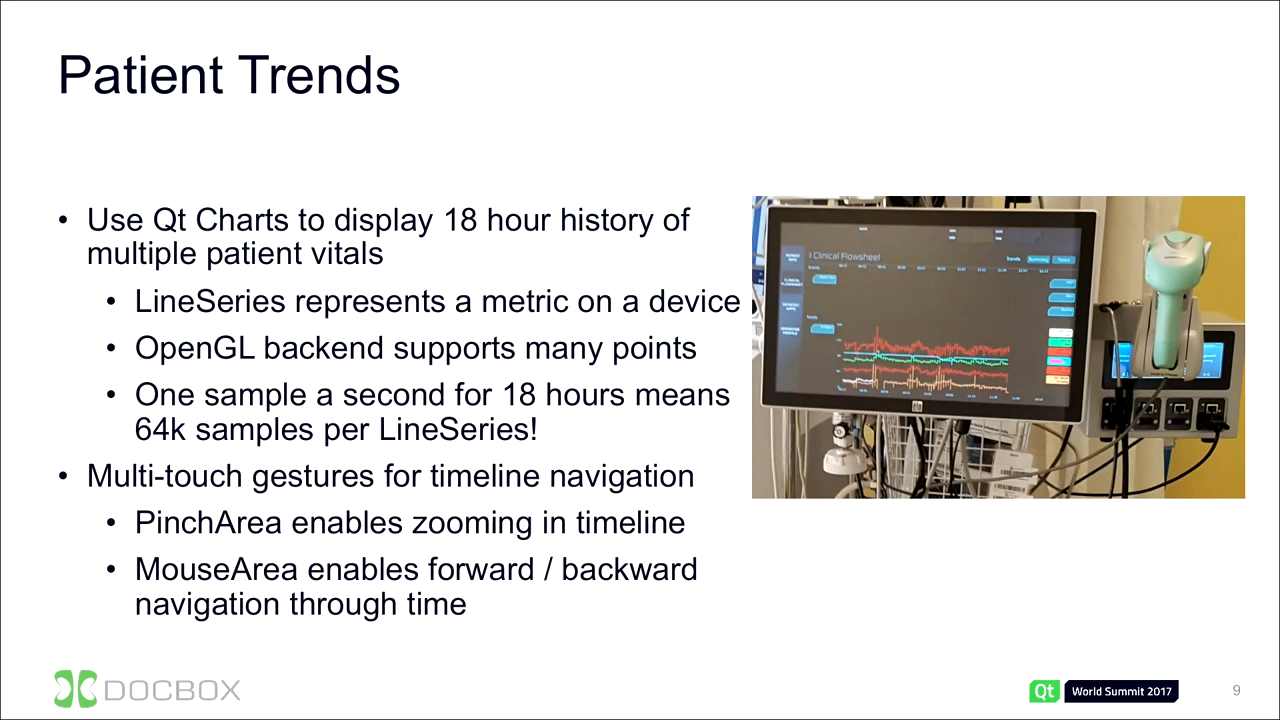 Patient Trends
• Use Qt Charts to display 18 hour history of
multiple patient vitals
• LineSeries represents a metric on a device
• OpenGL backend supports many points
• One sample a second for 18 hours means
64k samples per LineSeries!
• Multi-touch gestures for timeline navigation
• PinchArea enables zooming in timeline
• MouseArea enables forward / backward
navigation through time
Clinical Flowsheet
Trends Summary
elo
DOCBOX
Qt World Summit 2017
9